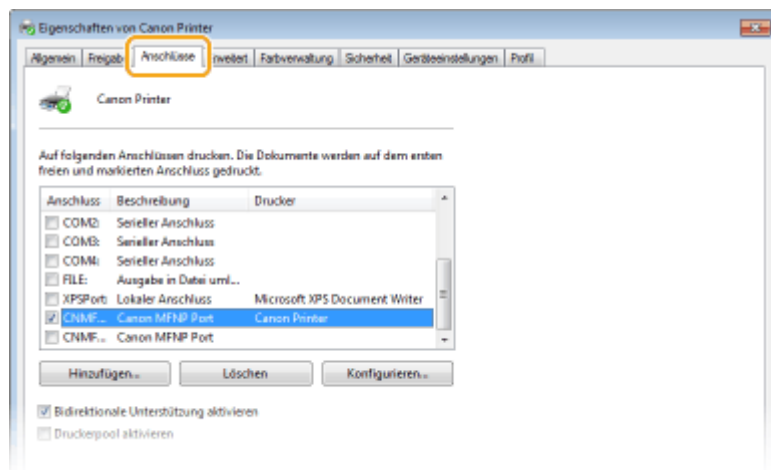 Eigenschaften von Canon Printer
Allgemein Freigabe Anschlüsse Erweitert Farbverwaltung Sicherheit Geräteeinstellungen Profil
Canon Printer
Auf folgenden Anschlüssen drucken. Die Dokumente werden auf dem ersten
freien und markierten Anschluss gedruckt.
Anschluss Beschreibung Drucker
COM2: Serieller Anschluss
COM3: Serieller Anschluss
COM4: Serieller Anschluss
FILE: Ausgabe in Datei uml...
XPSPort: Lokaler Anschluss Microsoft XPS Document Writer
CNMF... Canon MFNP Port Canon Printer
CNMF... Canon MFNP Port
Hinzufügen... Löschen Konfigurieren...
Bidirektionale Unterstützung aktivieren
Druckerpool aktivieren